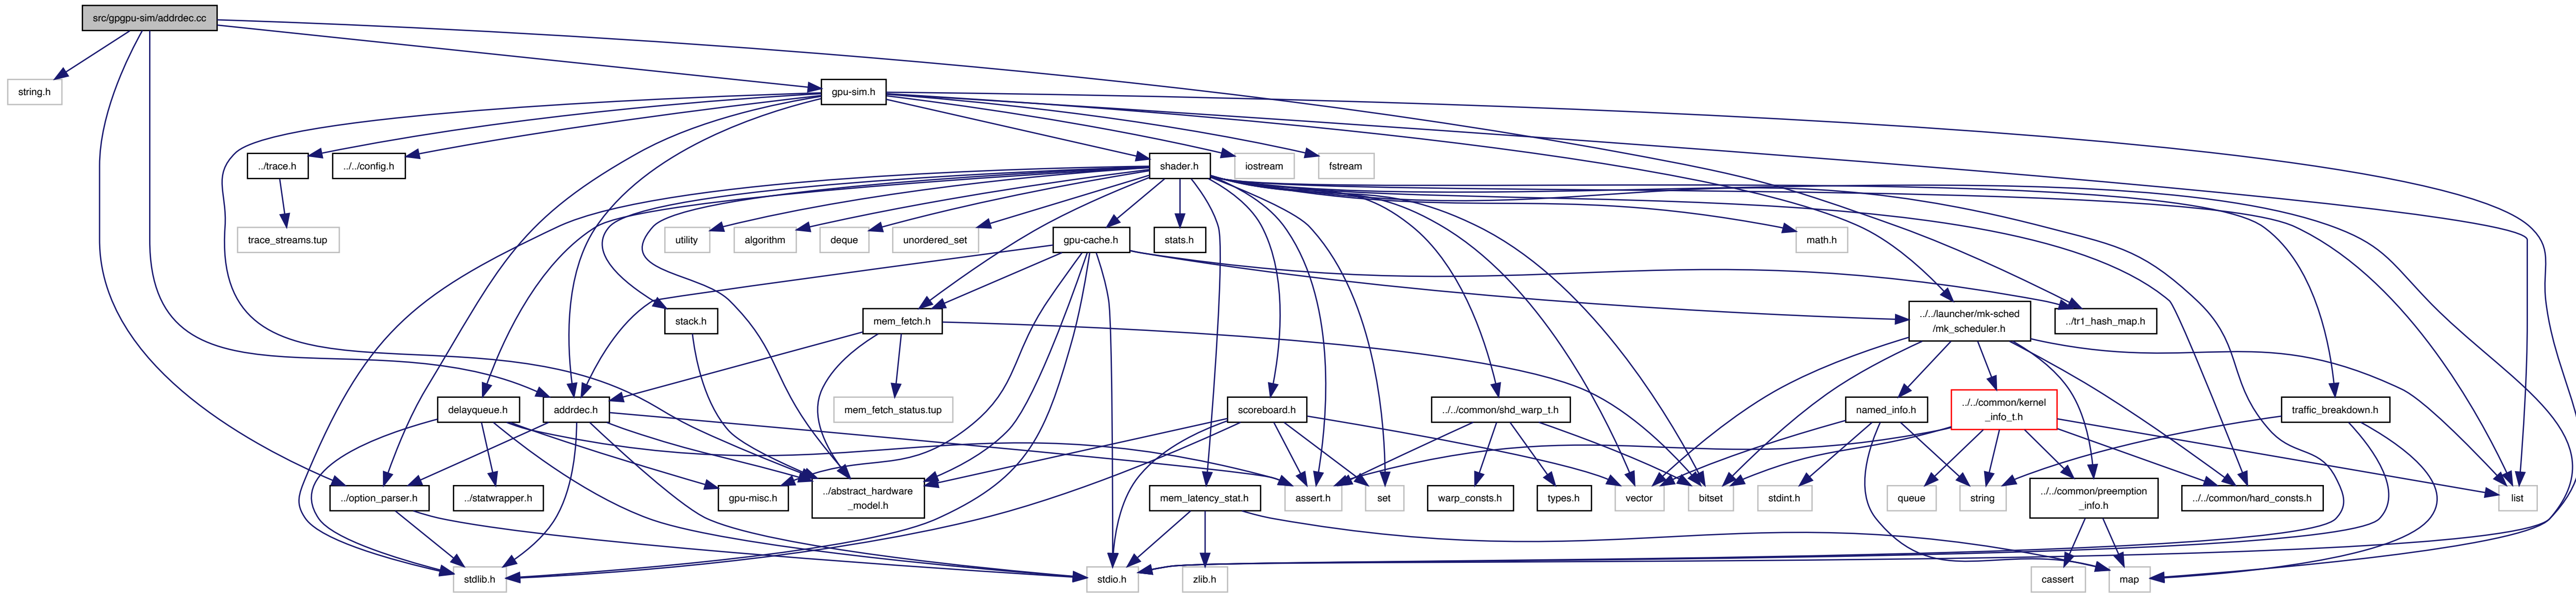 src/gpgpu-sim/addrdec.cc
string.h
gpu-sim.h
../trace.h
../../config.h
shader.h
iostream
fstream
trace_streams.tup
utility
algorithm
deque
unordered_set
gpu-cache.h
stats.h
math.h
stack.h
mem_fetch.h
../../launcher/mk-sched
/mk_scheduler.h
../tr1_hash_map.h
delayqueue.h
addrdec.h
mem_fetch_status.tup
scoreboard.h
../../common/shd_warp_t.h
named_info.h
../../common/kernel
_info_t.h
traffic_breakdown.h
../option_parser.h
../statwrapper.h
gpu-misc.h
../abstract_hardware
_model.h
mem_latency_stat.h
assert.h
set
warp_consts.h
types.h
vector
bitset
stdint.h
queue
string
../../common/preemption
_info.h
../../common/hard_consts.h
list
stdlib.h
stdio.h
zlib.h
cassert
map